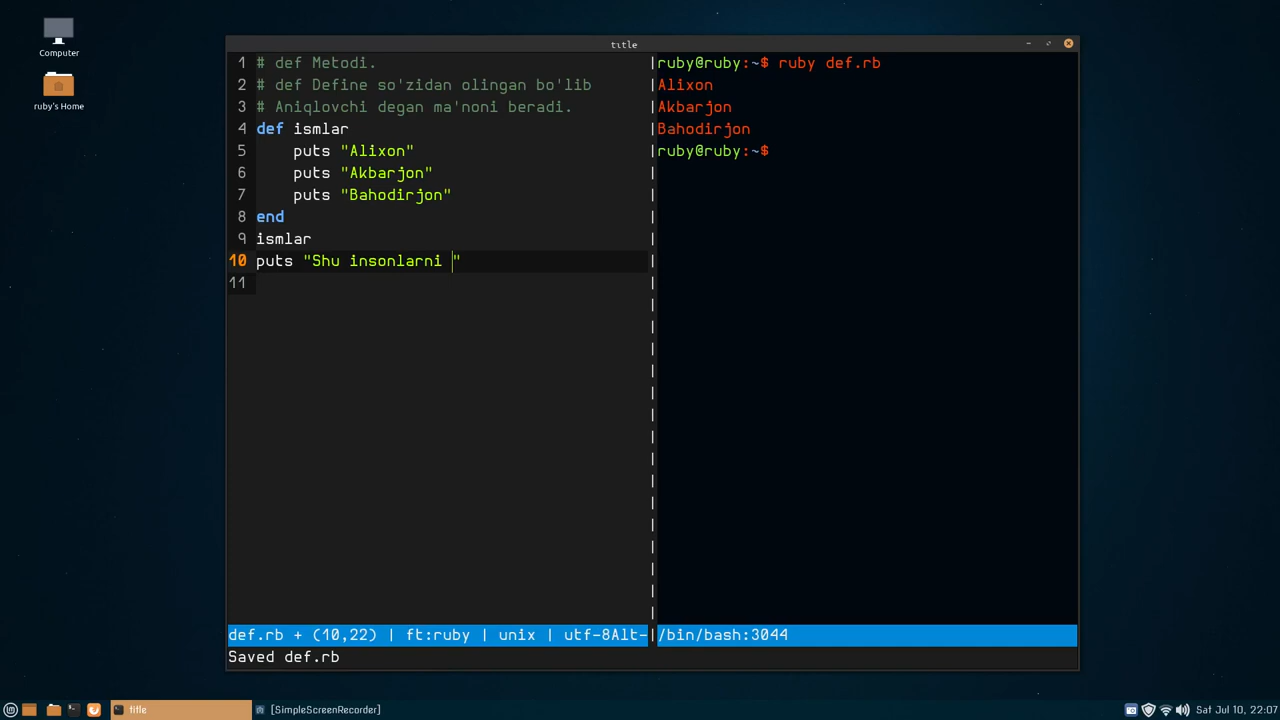 Computer
ruby's Home
title
1 # def Metodi.
2 # def Define so'zidan olingan bo'lib
3 # Aniqlovchi degan ma'noni beradi.
4 def ismlar
5 puts "Alixon"
6 puts "Akbarjon"
7 puts "Bahodirjon"
8 end
9 ismlar
10 puts "Shu insonlarni "
11
def.rb + (10,22) | ft:ruby | unix | utf-8Alt-
Saved def.rb
ruby@ruby:~$ ruby def.rb
Alixon
Akbarjon
Bahodirjon
ruby@ruby:~$
/bin/bash:3044
title
[SimpleScreenRecorder]
Sat Jul 10, 22:07